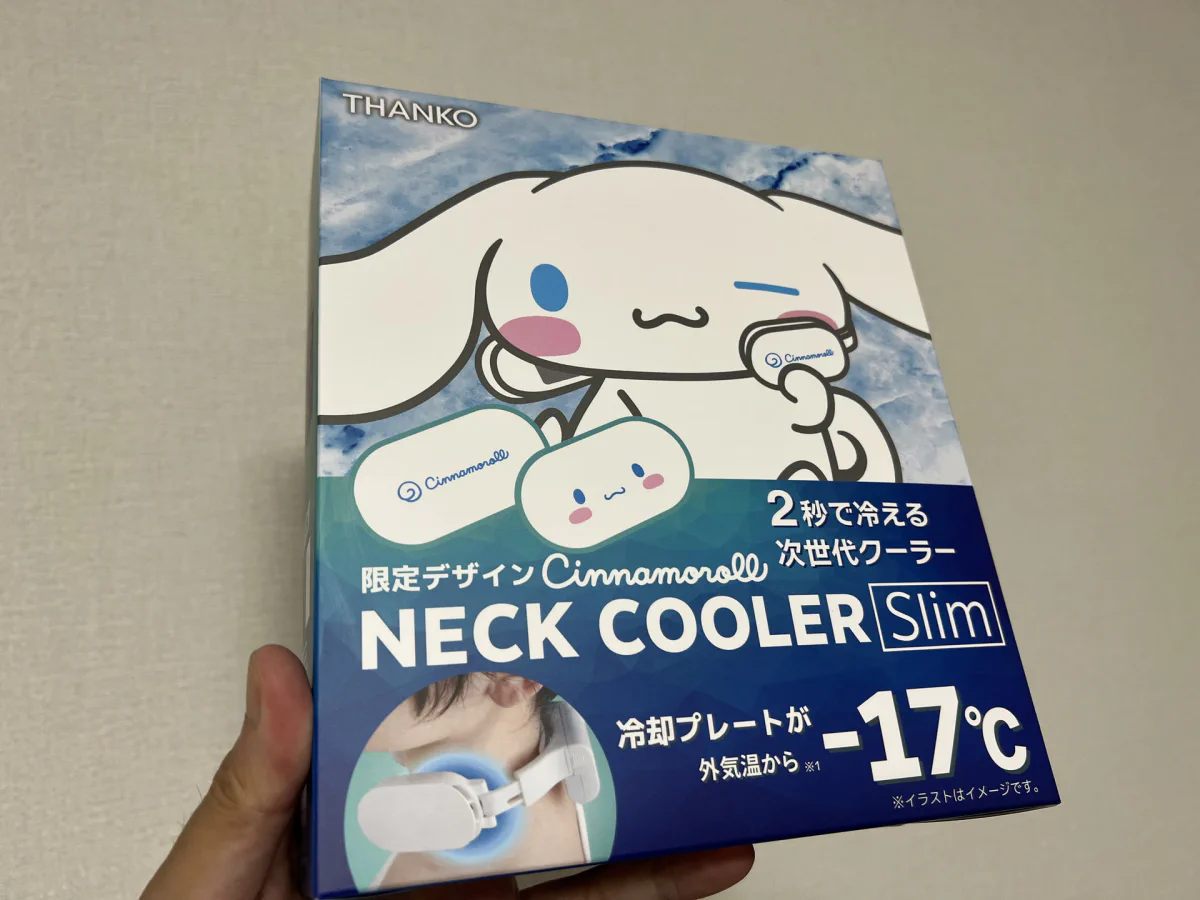 THANKO
Cinnamoroll
Cinnamoroll
2秒で冷える
次世代クーラー
限定デザイン Cinnamoroll
NECK COOLER Slim
冷却プレートが
外気温から ※1
-17℃
※イラストはイメージです。